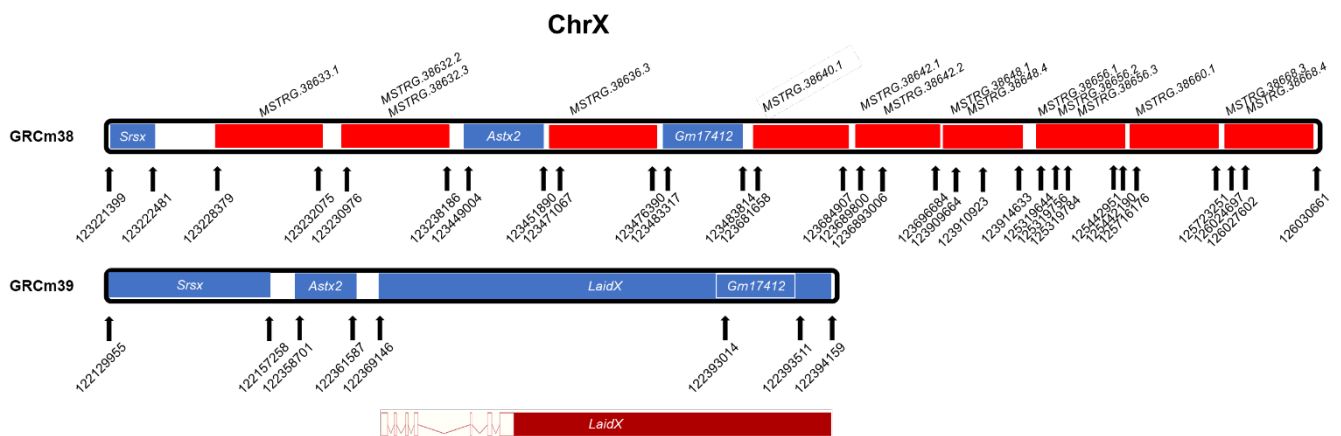 ChrX
MSTRG.38633.1
MSTRG.38632.2
MSTRG.38632.3
MSTRG.38636.3
MSTRG.38640.1
MSTRG.38642.1
MSTRG.38642.2
MSTRG.38648.1
MSTRG.38648.4
MSTRG.38656.1
MSTRG.38656.2
MSTRG.38656.3
MSTRG.38660.1
MSTRG.38668.3
MSTRG.38668.4
GRCm38
Srsx
Astx2
Gm17412
123221399
123222481
123228379
123232075
123230976
123238186
123449004
123451890
123471067
123476390
123483317
123483814
123681658
123684907
123689800
1236893006
123696684
123909664
123910923
123914633
125319644
125319756
125319784
125442951
125442190
125716176
125723251
126024697
126027602
126030661
GRCm39
Srsx
Astx2
LaidX
Gm17412
122129955
122157258
122358701
122361587
122369146
122393014
122393511
122394159
LaidX